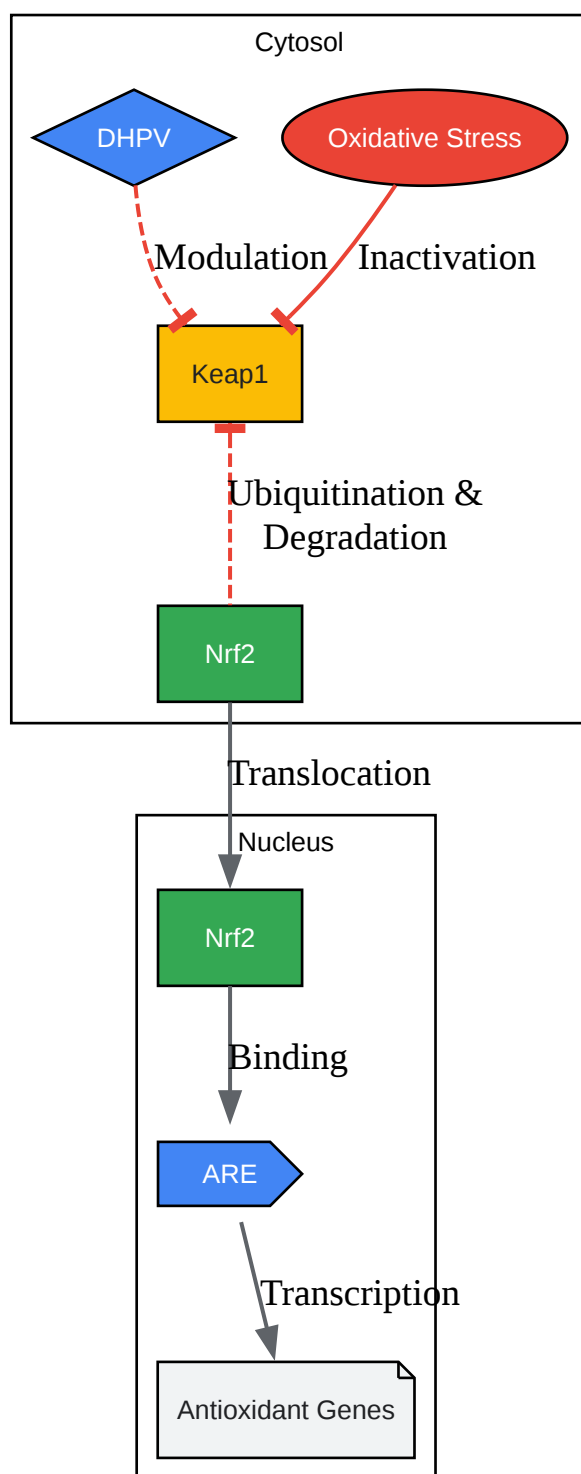 Cytosol
DHPV
Oxidative Stress
Modulation
Inactivation
Keap1
Ubiquitination &
Degradation
Nrf2
Translocation
Nucleus
Nrf2
Binding
ARE
Transcription
Antioxidant Genes